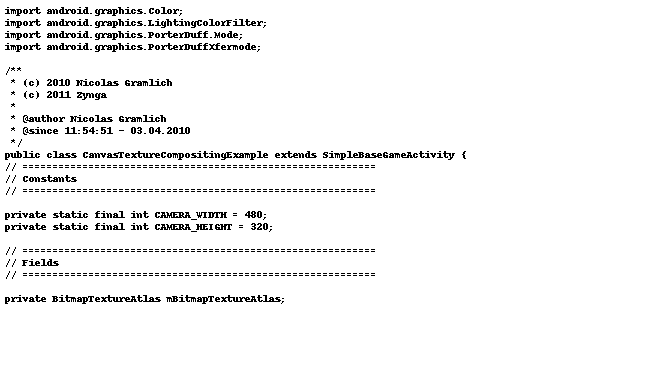 import android.graphics.Color;
import android.graphics.LightingColorFilter;
import android.graphics.PorterDuff.Mode;
import android.graphics.PorterDuffXfermode;
/**
* (c) 2010 Nicolas Gramlich
* (c) 2011 Zynga
*
* @author Nicolas Gramlich
* @since 11:54:51 - 03.04.2010
*/
public class CanvasTextureCompositingExample extends SimpleBaseGameActivity {
// ===========================================================
// Constants
// ===========================================================
private static final int CAMERA_WIDTH = 480;
private static final int CAMERA_HEIGHT = 320;
// ===========================================================
// Fields
// ===========================================================
private BitmapTextureAtlas mBitmapTextureAtlas;